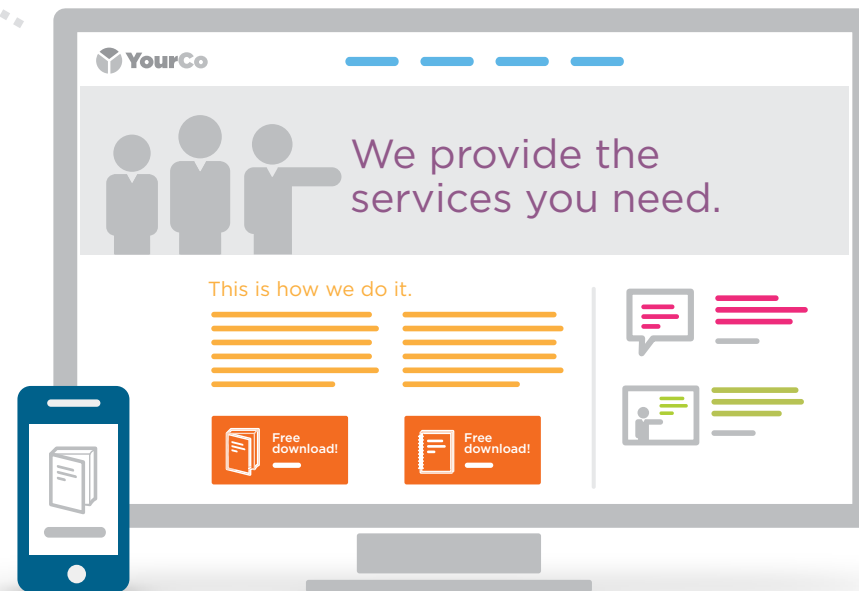 YourCo
We provide the
services you need.
This is how we do it.
Free
download!
Free
download!